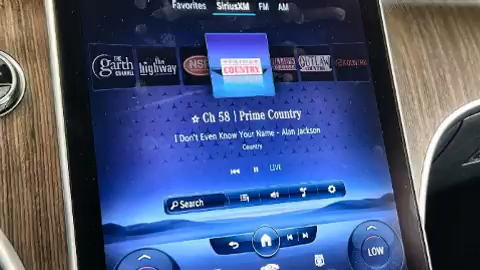 Favorites SiriusXM FM AM
the garth CHANNEL the highway PRIME COUNTRY OUTLAW
☆ Ch 58 | Prime Country
I Don't Even Know Your Name - Alan Jackson
Country
LIVE
Search
LOW